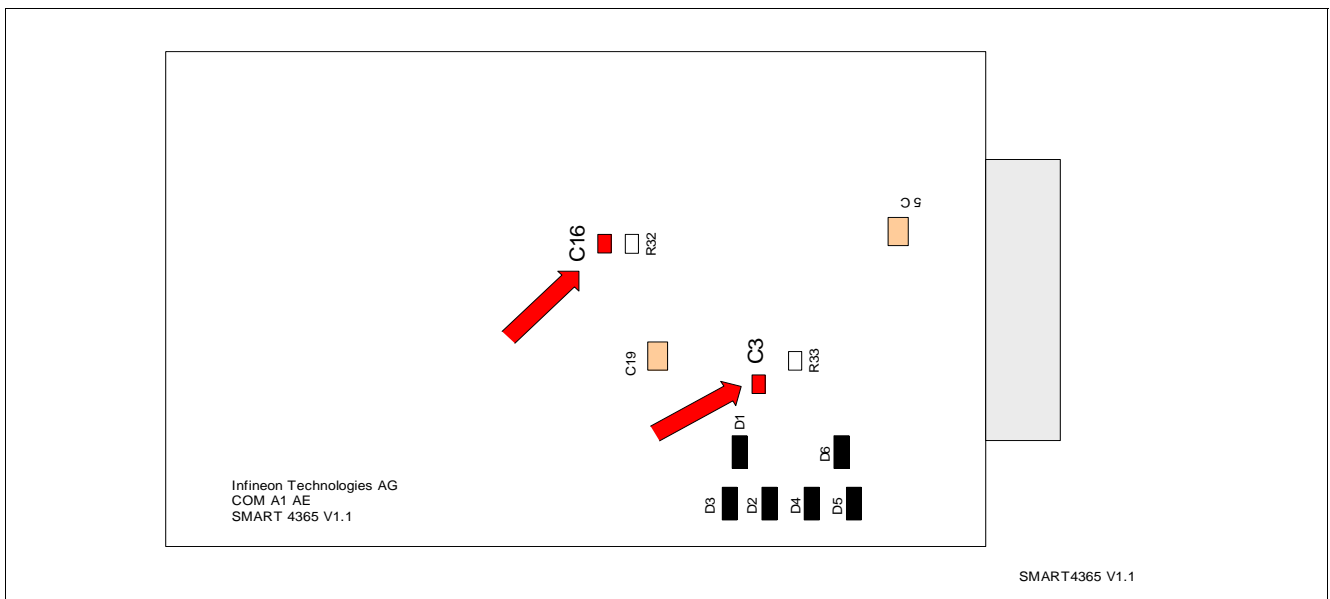 5 C
C16
R32
C3
R33
C19
D1
D6
D3
D2
D4
D5
Infineon Technologies AG
COM A1 AE
SMART 4365 V1.1
SMART4365 V1.1